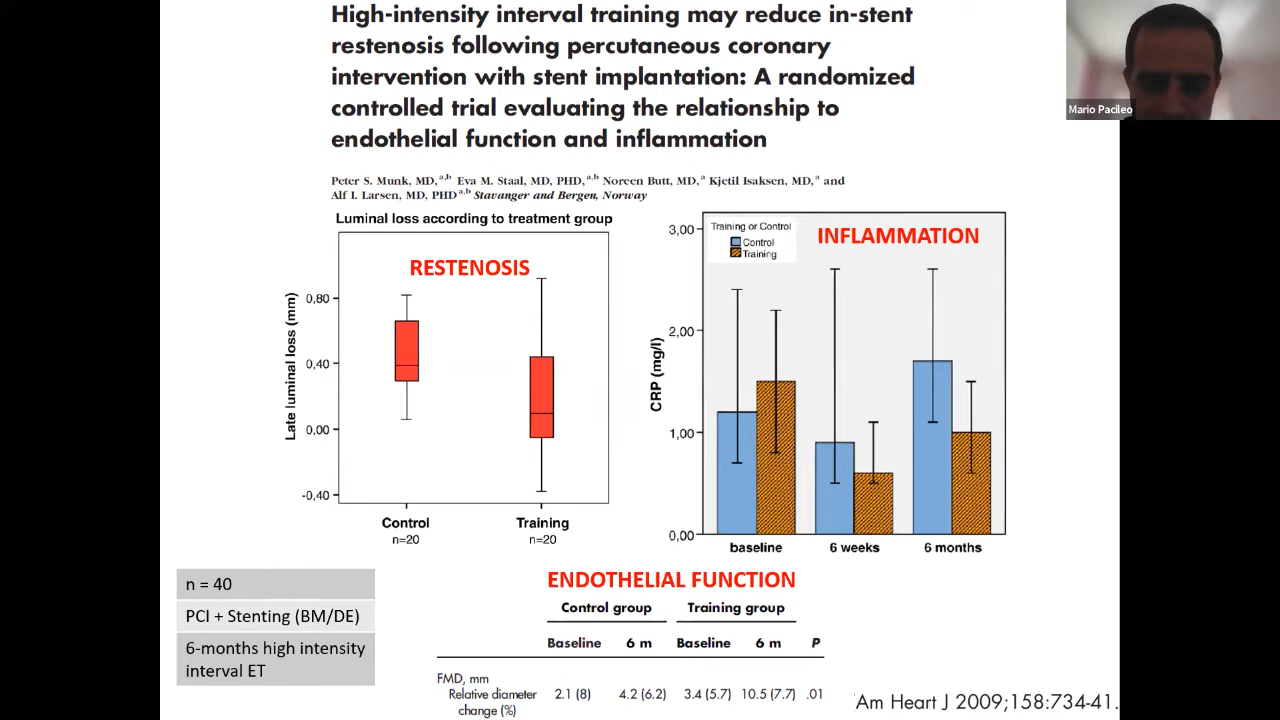 High-intensity interval training may reduce in-stent
restenosis following percutaneous coronary
intervention with stent implantation: A randomized
controlled trial evaluating the relationship to
endothelial function and inflammation
Mario Pacileo
Peter S. Munk, MD,a,b Eva M. Staal, MD, PHD,a,b Noreen Butt, MD,a Kjetil Isaksen, MD,a and
Alf I. Larsen, MD, PHDa,b Stavanger and Bergen, Norway
Luminal loss according to treatment group
RESTENOSIS
Late luminal loss (mm)
0,80
0,40
0,00
-0,40
Control
Training
n=20
n=20
INFLAMMATION
Training or Control
Control
Training
CRP (mg/l)
3,00
2,00
1,00
0,00
baseline
6 weeks
6 months
n = 40
PCI + Stenting (BM/DE)
6-months high intensity
interval ET
ENDOTHELIAL FUNCTION
Control group Training group
Baseline 6 m Baseline 6 m P
FMD, mm
Relative diameter 2.1 (8) 4.2 (6.2) 3.4 (5.7) 10.5 (7.7) .01
change (%)
Am Heart J 2009;158:734-41.